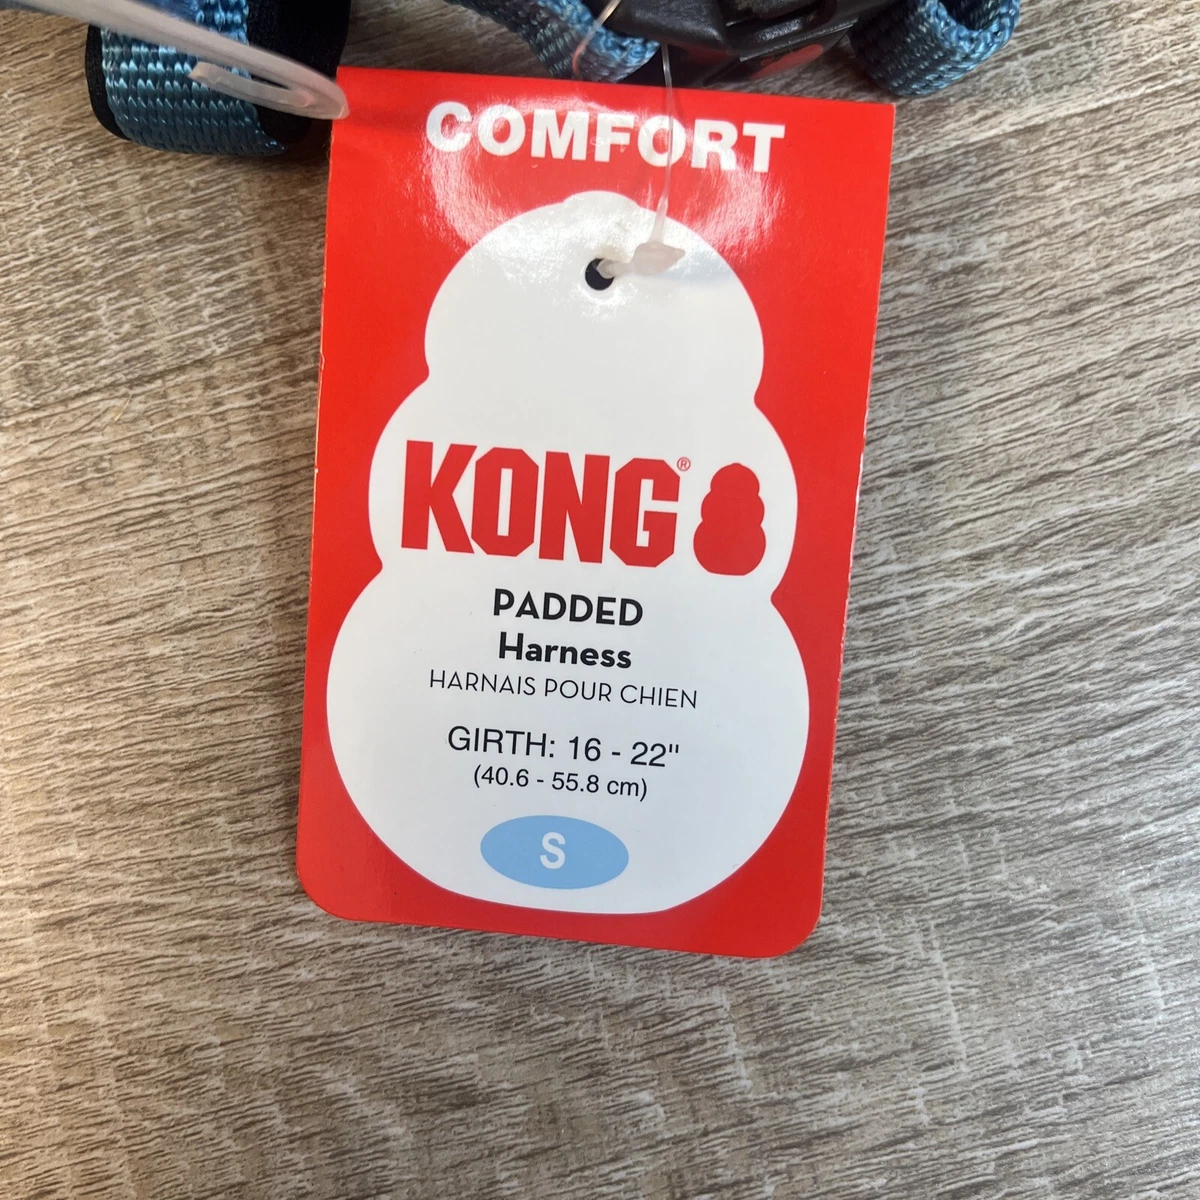 COMFORT
KONG®
PADDED
Harness
HARNAIS POUR CHIEN
GIRTH: 16 - 22"
(40.6 - 55.8 cm)
S